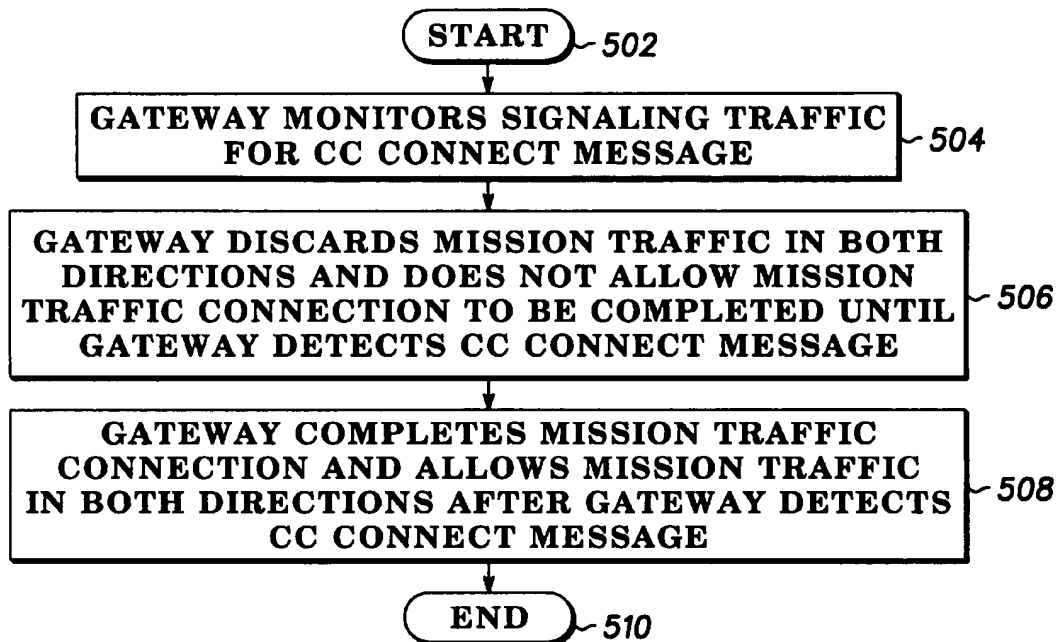 START
502
GATEWAY MONITORS SIGNALING TRAFFIC
FOR CC CONNECT MESSAGE
504
GATEWAY DISCARDS MISSION TRAFFIC IN BOTH
DIRECTIONS AND DOES NOT ALLOW MISSION
TRAFFIC CONNECTION TO BE COMPLETED UNTIL
GATEWAY DETECTS CC CONNECT MESSAGE
506
GATEWAY COMPLETES MISSION TRAFFIC
CONNECTION AND ALLOWS MISSION TRAFFIC
IN BOTH DIRECTIONS AFTER GATEWAY DETECTS
CC CONNECT MESSAGE
508
END
510